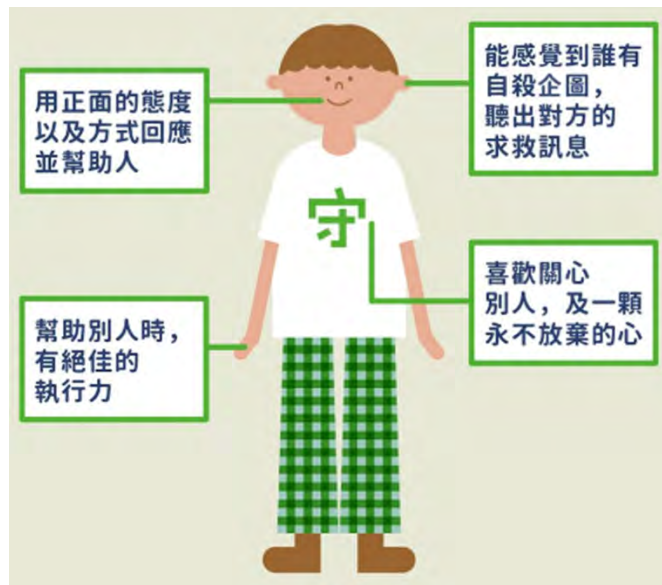 用正面的態度
以及方式回應
並幫助人
能感覺到誰有
自殺企圖，
聽出對方的
求救訊息
守
喜歡關心
別人，及一顆
永不放棄的心
幫助別人時，
有絕佳的
執行力